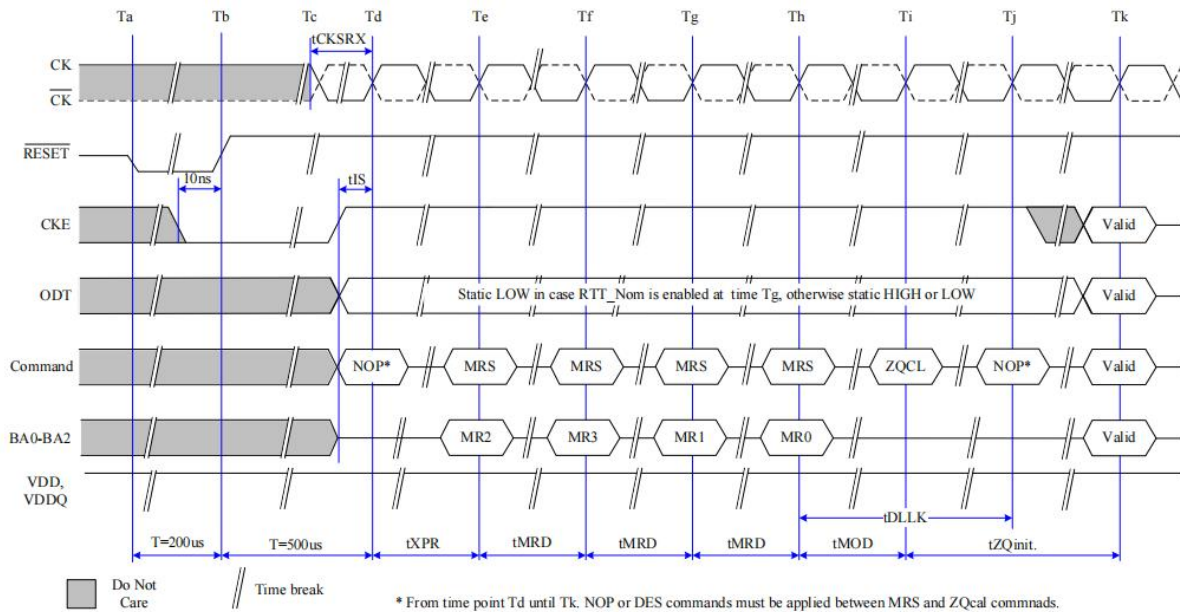 Ta Tb Tc Td Te Tf Tg Th Ti Tj Tk
tCKSRX
CK
CK
RESET
10ns
tIS
CKE
Valid
ODT
Static LOW in case RTT_Nom is enabled at time Tg, otherwise static HIGH or LOW
Valid
Command
NOP* MRS MRS MRS MRS ZQCL NOP* Valid
BA0-BA2
MR2 MR3 MR1 MR0 Valid
VDD,
VDDQ
tDLLK
T=200us T=500us tXPR tMRD tMRD tMRD tMOD tZQinit.
Do Not
Care
Time break
* From time point Td until Tk. NOP or DES commands must be applied between MRS and ZQcal commnads.